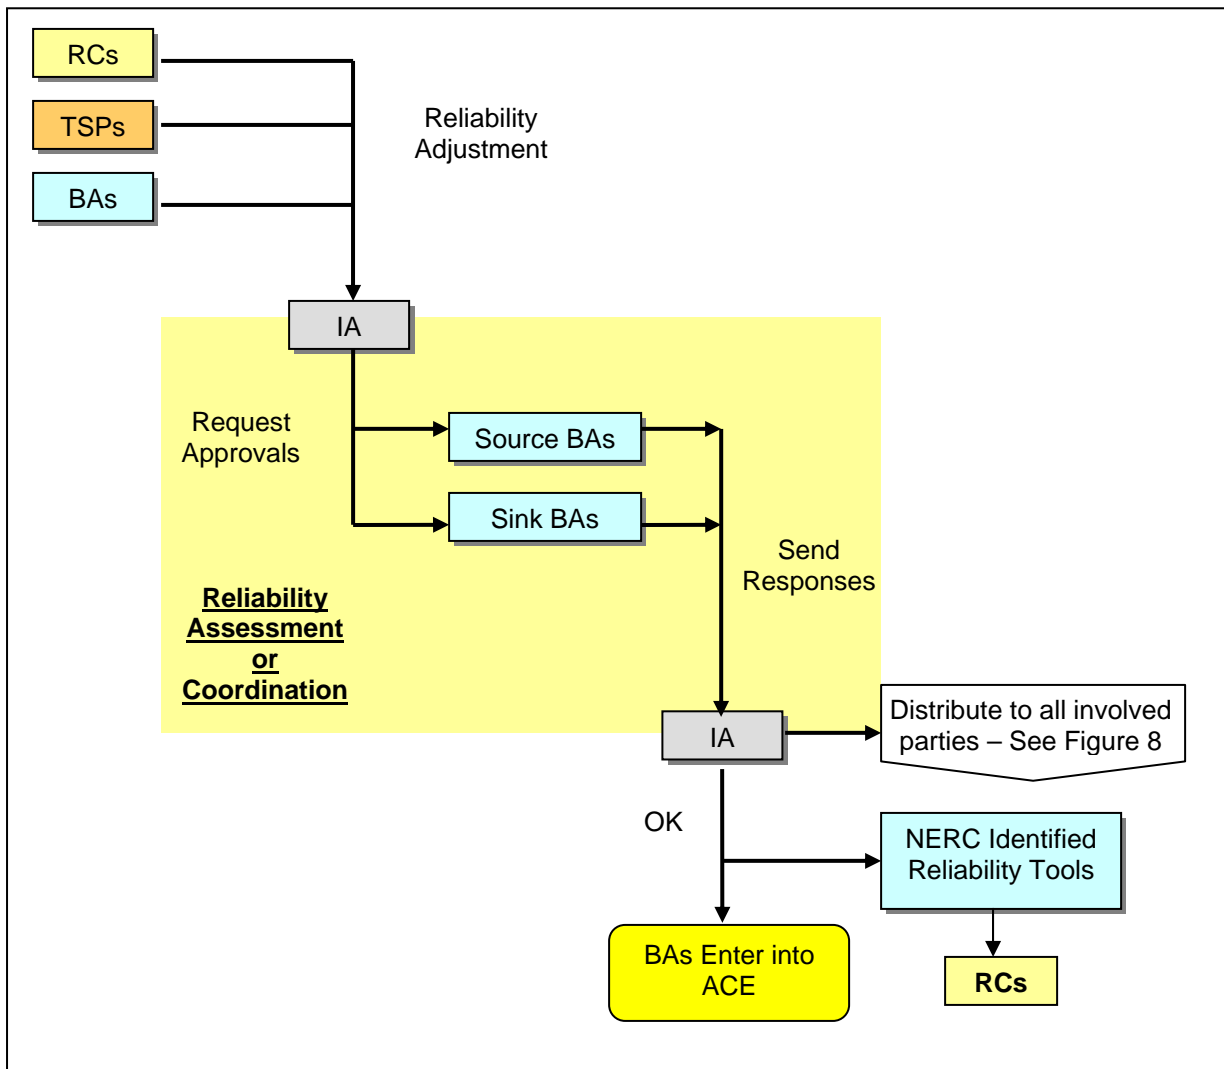 RCs
TSPs
BAs
Reliability
Adjustment
IA
Request
Approvals
Source BAs
Sink BAs
Send
Responses
Reliability
Assessment
or
Coordination
IA
Distribute to all involved
parties – See Figure 8
OK
NERC Identified
Reliability Tools
BAs Enter into
ACE
RCs